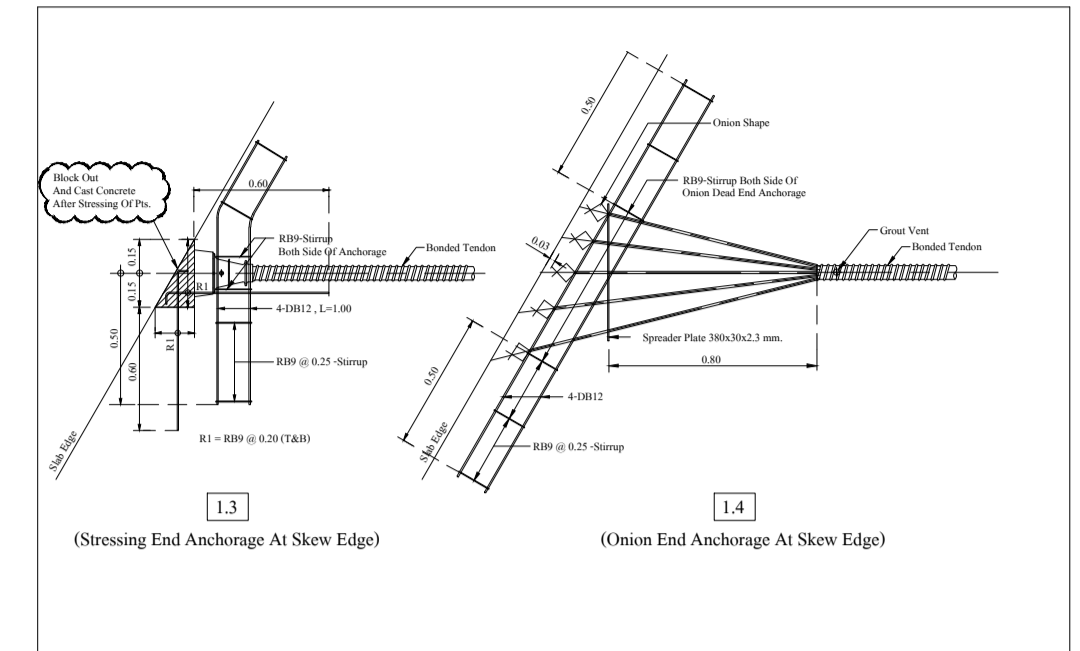 Block Out
And Cast Concrete
After Stressing Of Pts.
0.60
RB9-Stirrup
Both Side Of Anchorage
Bonded Tendon
0.15
0.15
R1
R1
0.50
0.60
4-DB12 , L=1.00
RB9 @ 0.25 -Stirrup
R1 = RB9 @ 0.20 (T&B)
Slab Edge
1.3
(Stressing End Anchorage At Skew Edge)
0.50
Onion Shape
RB9-Stirrup Both Side Of
Onion Dead End Anchorage
Grout Vent
Bonded Tendon
0.03
Spreader Plate 380x30x2.3 mm.
0.80
0.50
4-DB12
RB9 @ 0.25 -Stirrup
Slab Edge
1.4
(Onion End Anchorage At Skew Edge)